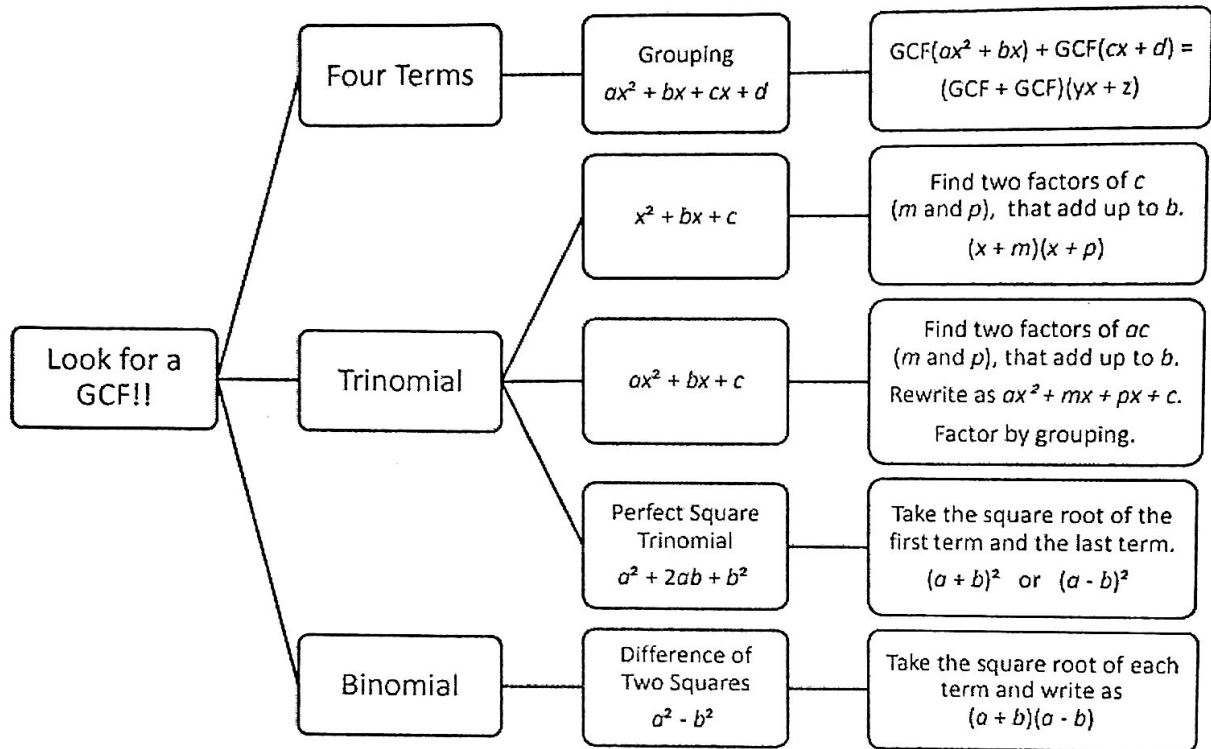 Look for a
GCF!!
Four Terms
Grouping
ax² + bx + cx + d
GCF(ax² + bx) + GCF(cx + d) =
(GCF + GCF)(yx + z)
Trinomial
x² + bx + c
Find two factors of c
(m and p), that add up to b.
(x + m)(x + p)
ax² + bx + c
Find two factors of ac
(m and p), that add up to b.
Rewrite as ax² + mx + px + c.
Factor by grouping.
Perfect Square
Trinomial
a² + 2ab + b²
Take the square root of the
first term and the last term.
(a + b)² or (a - b)²
Binomial
Difference of
Two Squares
a² - b²
Take the square root of each
term and write as
(a + b)(a - b)